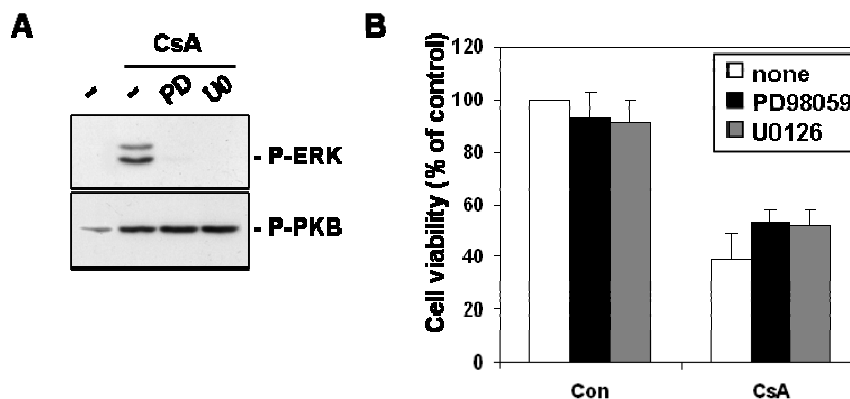 A
CsA
- - PD U0
- P-ERK
- P-PKB
B
Cell viability (% of control)
120
100
80
60
40
20
0
none
PD98059
U0126
Con CsA